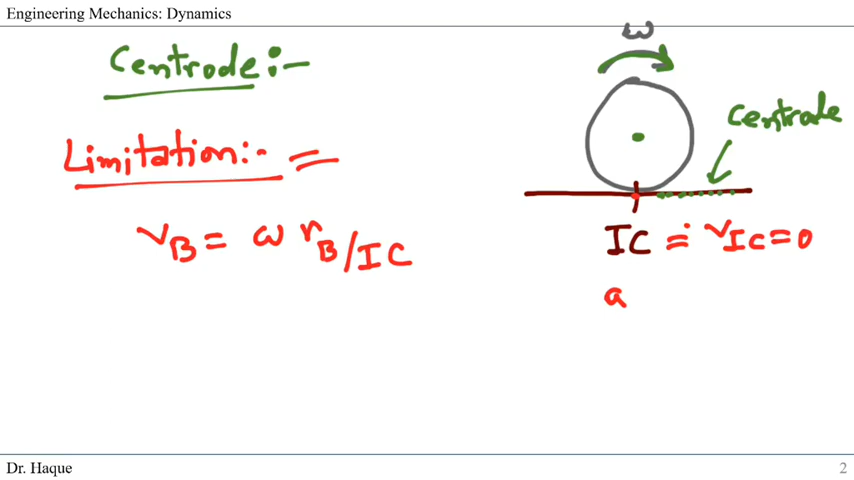 Engineering Mechanics: Dynamics
Centrode :-
ω
Centrode
Limitation:- =
v_B = ω r_B/IC
IC = v_IC = 0
a
Dr. Haque
2